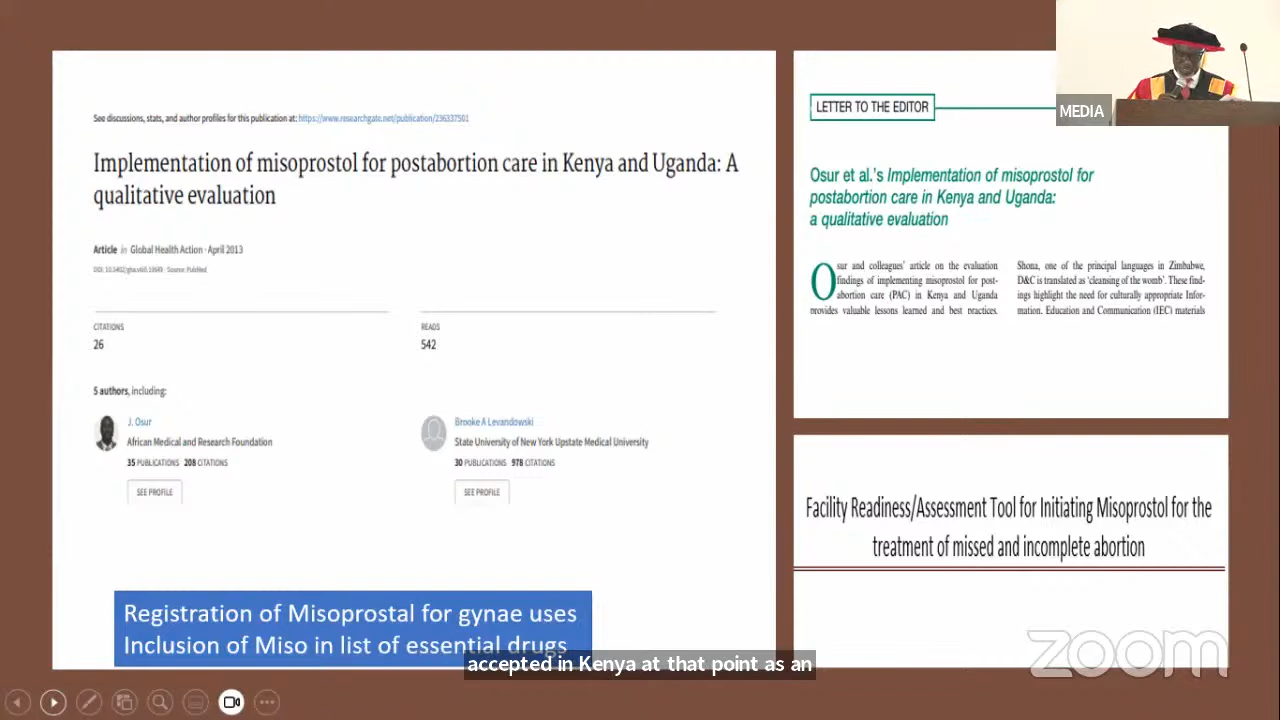 See discussions, stats, and author profiles for this publication at: https://www.researchgate.net/publication/236337501
Implementation of misoprostol for postabortion care in Kenya and Uganda: A
qualitative evaluation
Article in Global Health Action · April 2013
CITATIONS
26
READS
542
5 authors, including:
J. Osur
African Medical and Research Foundation
35 PUBLICATIONS 208 CITATIONS
SEE PROFILE
Brooke A Levandowski
State University of New York Upstate Medical University
30 PUBLICATIONS 978 CITATIONS
SEE PROFILE
Registration of Misoprostal for gynae uses
Inclusion of Miso in list of essential drugs
LETTER TO THE EDITOR
Osur et al.'s Implementation of misoprostol for
postabortion care in Kenya and Uganda:
a qualitative evaluation
Osur and colleagues' article on the evaluation
findings of implementing misoprostol for post-
abortion care (PAC) in Kenya and Uganda
provides valuable lessons learned and best practices.
Shona, one of the principal languages in Zimbabwe,
D&C is translated as 'cleansing of the womb'. These find-
ings highlight the need for culturally appropriate Infor-
mation, Education and Communication (IEC) materials
Facility Readiness/Assessment Tool for Initiating Misoprostol for the
treatment of missed and incomplete abortion
MEDIA
accepted in Kenya at that point as an
zoom